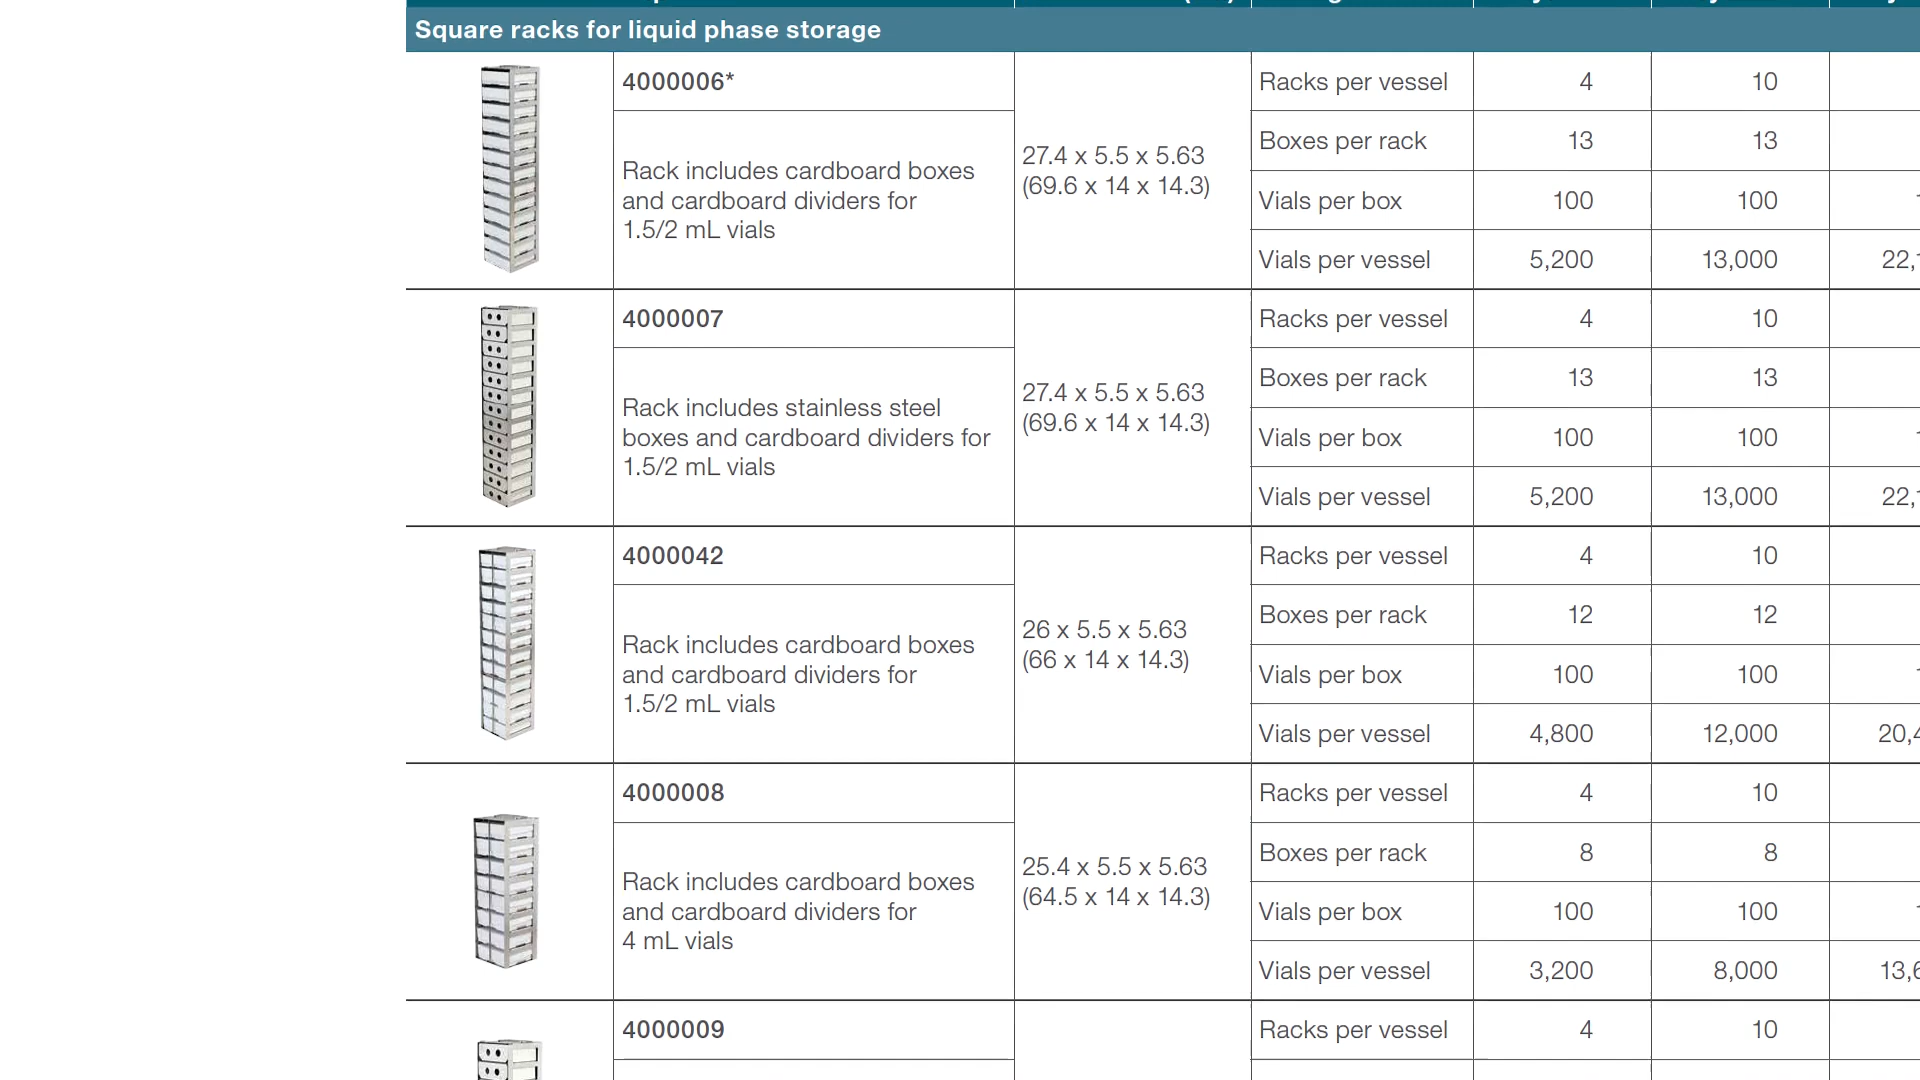 Square racks for liquid phase storage
4000006*
Racks per vessel 4 10
Boxes per rack 13 13
Rack includes cardboard boxes
and cardboard dividers for
1.5/2 mL vials
27.4 x 5.5 x 5.63
(69.6 x 14 x 14.3)
Vials per box 100 100
Vials per vessel 5,200 13,000 22,
4000007
Racks per vessel 4 10
Boxes per rack 13 13
Rack includes stainless steel
boxes and cardboard dividers for
1.5/2 mL vials
27.4 x 5.5 x 5.63
(69.6 x 14 x 14.3)
Vials per box 100 100
Vials per vessel 5,200 13,000 22,
4000042
Racks per vessel 4 10
Boxes per rack 12 12
Rack includes cardboard boxes
and cardboard dividers for
1.5/2 mL vials
26 x 5.5 x 5.63
(66 x 14 x 14.3)
Vials per box 100 100
Vials per vessel 4,800 12,000 20,4
4000008
Racks per vessel 4 10
Boxes per rack 8 8
Rack includes cardboard boxes
and cardboard dividers for
4 mL vials
25.4 x 5.5 x 5.63
(64.5 x 14 x 14.3)
Vials per box 100 100
Vials per vessel 3,200 8,000 13,6
4000009
Racks per vessel 4 10